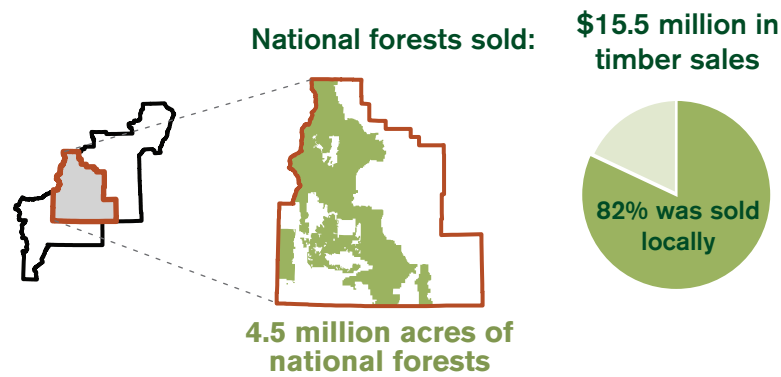 National forests sold:
$15.5 million in
timber sales
82% was sold
locally
4.5 million acres of
national forests